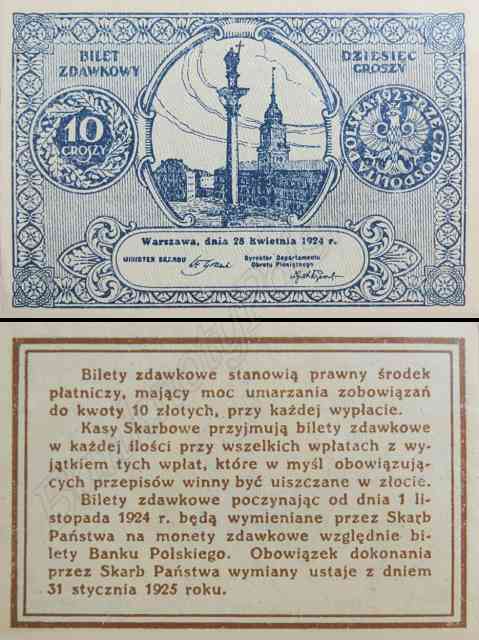 BILET
ZDAWKOWY
DZIESIĘĆ
GROSZY
10
GROSZY
RZECZPOSPOLITA POLSKA 1923
Warszawa, dnia 28 kwietnia 1924 r.
MINISTER SKARBU
Dyrektor Departamentu
Obrotu Pieniężnego
Bilety zdawkowe stanowią prawny środek
płatniczy, mający moc umarzania zobowiązań
do kwoty 10 złotych, przy każdej wypłacie.
Kasy Skarbowe przyjmują bilety zdawkowe
w każdej ilości przy wszelkich wpłatach z wy-
jątkiem tych wpłat, które w myśl obowiązują-
cych przepisów winny być uiszczane w złocie.
Bilety zdawkowe poczynając od dnia 1 li-
stopada 1924 r. będą wymieniane przez Skarb
Państwa na monety zdawkowe względnie bi-
lety Banku Polskiego. Obowiązek dokonania
przez Skarb Państwa wymiany ustaje z dniem
31 stycznia 1925 roku.